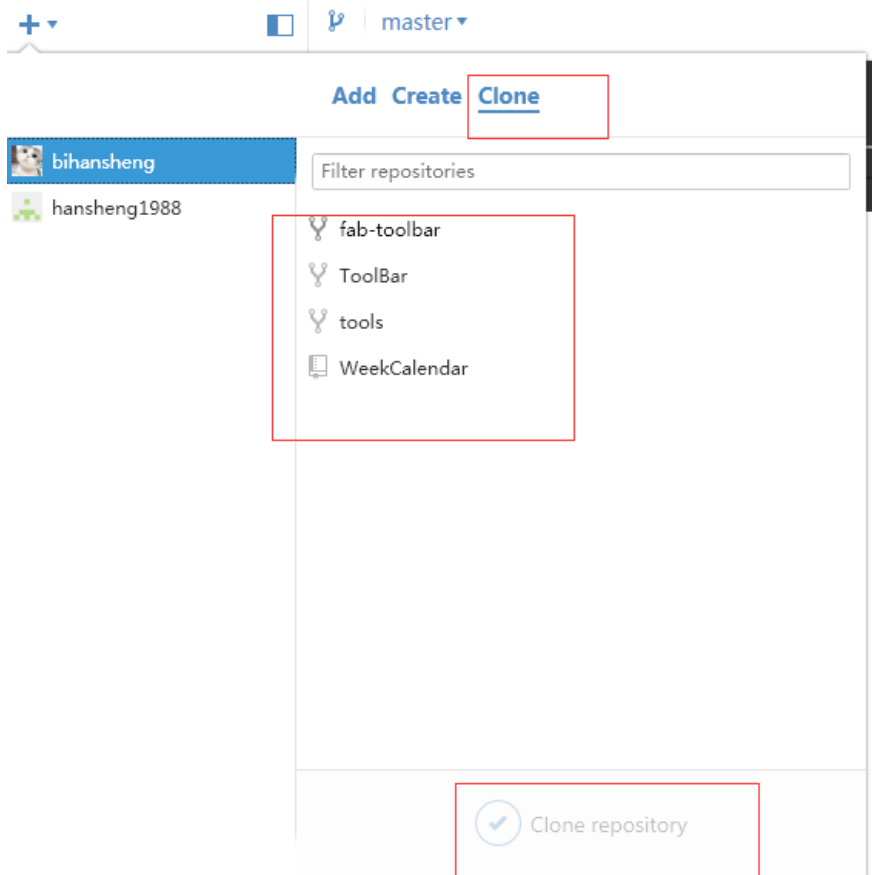 master
Add Create Clone
bihansheng
hansheng1988
Filter repositories
fab-toolbar
ToolBar
tools
WeekCalendar
Clone repository